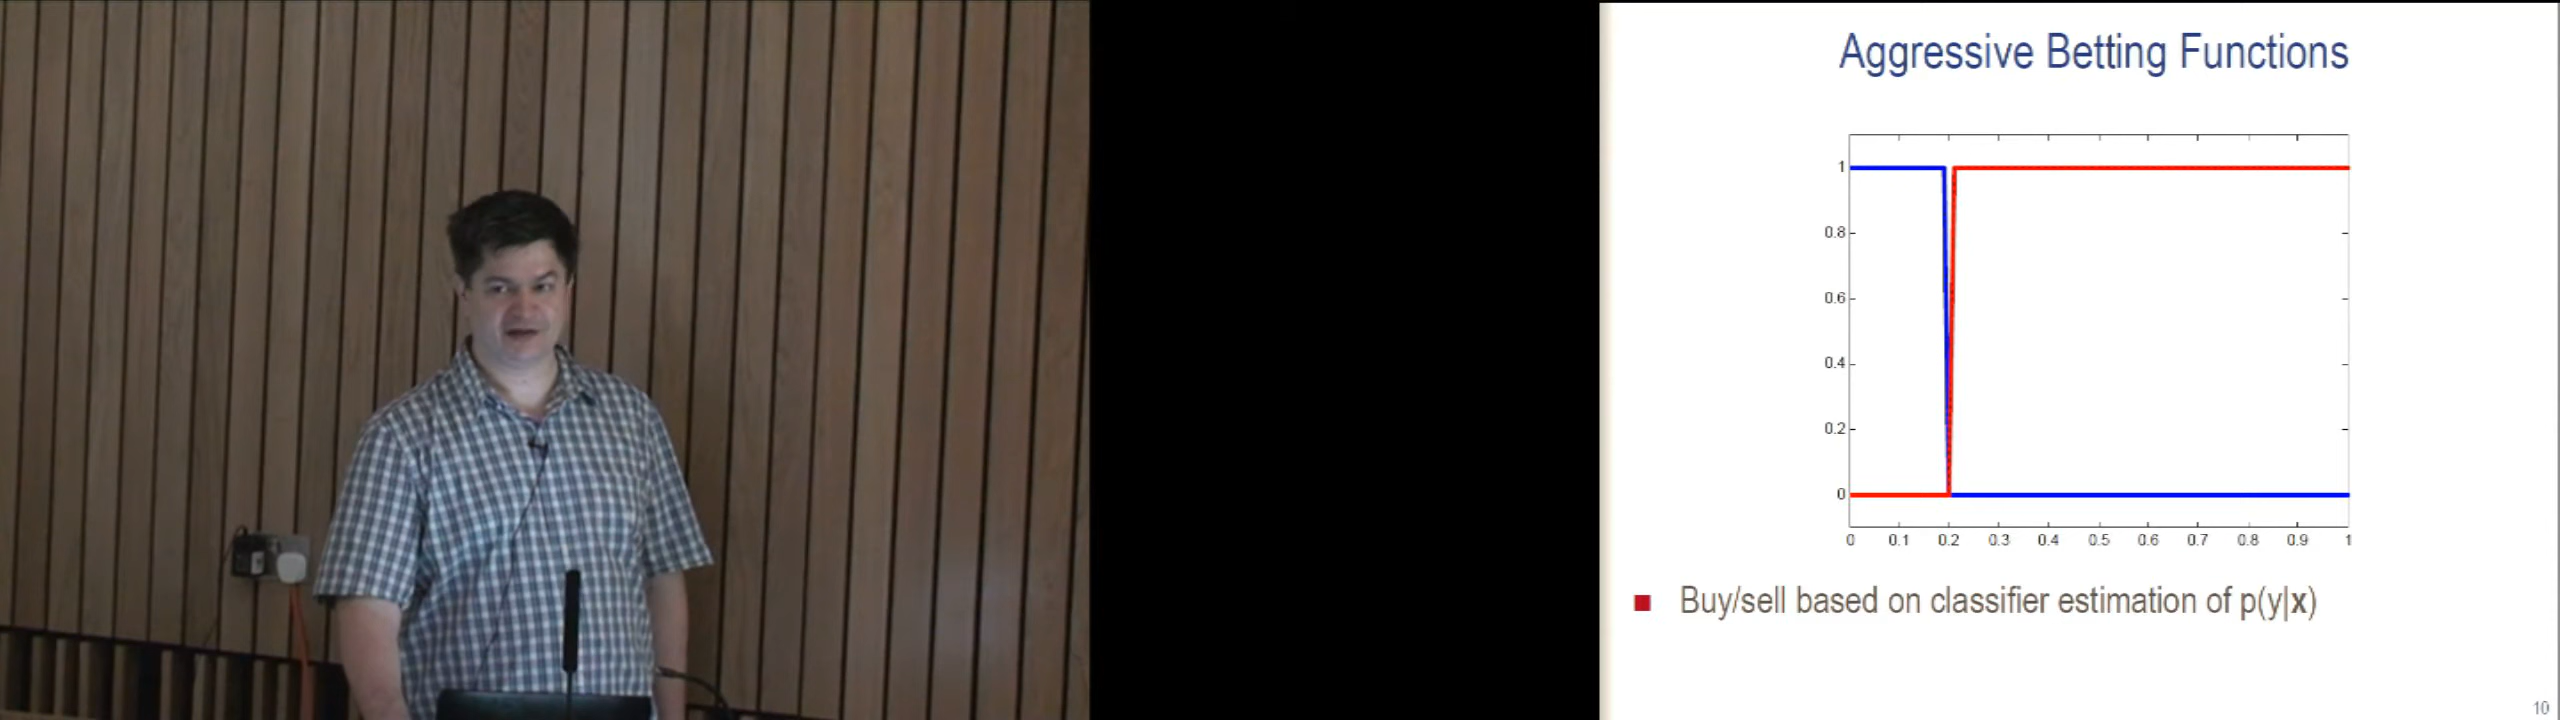 Aggressive Betting Functions
1
0.8
0.6
0.4
0.2
0
0 0.1 0.2 0.3 0.4 0.5 0.6 0.7 0.8 0.9 1
Buy/sell based on classifier estimation of p(y|x)
10